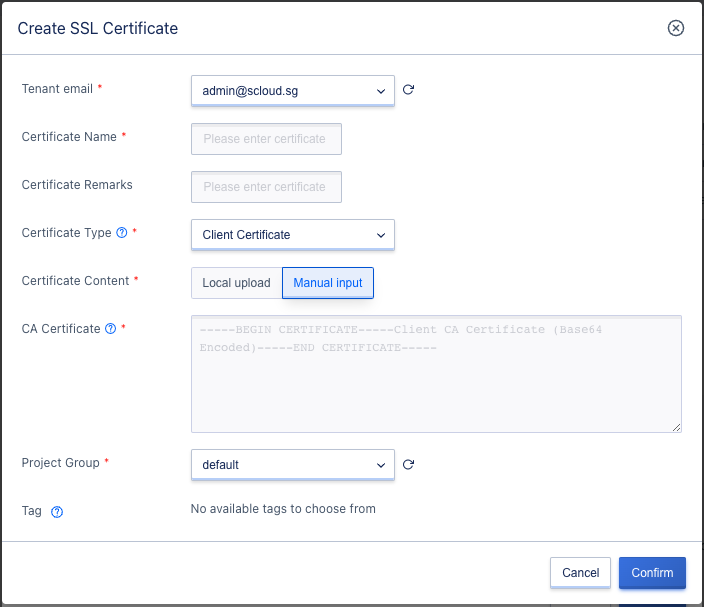 Create SSL Certificate
Tenant email *
admin@scloud.sg
Certificate Name *
Please enter certificate
Certificate Remarks
Please enter certificate
Certificate Type ? *
Client Certificate
Certificate Content *
Local upload
Manual input
CA Certificate ? *
-----BEGIN CERTIFICATE-----Client CA Certificate (Base64
Encoded)-----END CERTIFICATE-----
Project Group *
default
Tag ?
No available tags to choose from
Cancel
Confirm